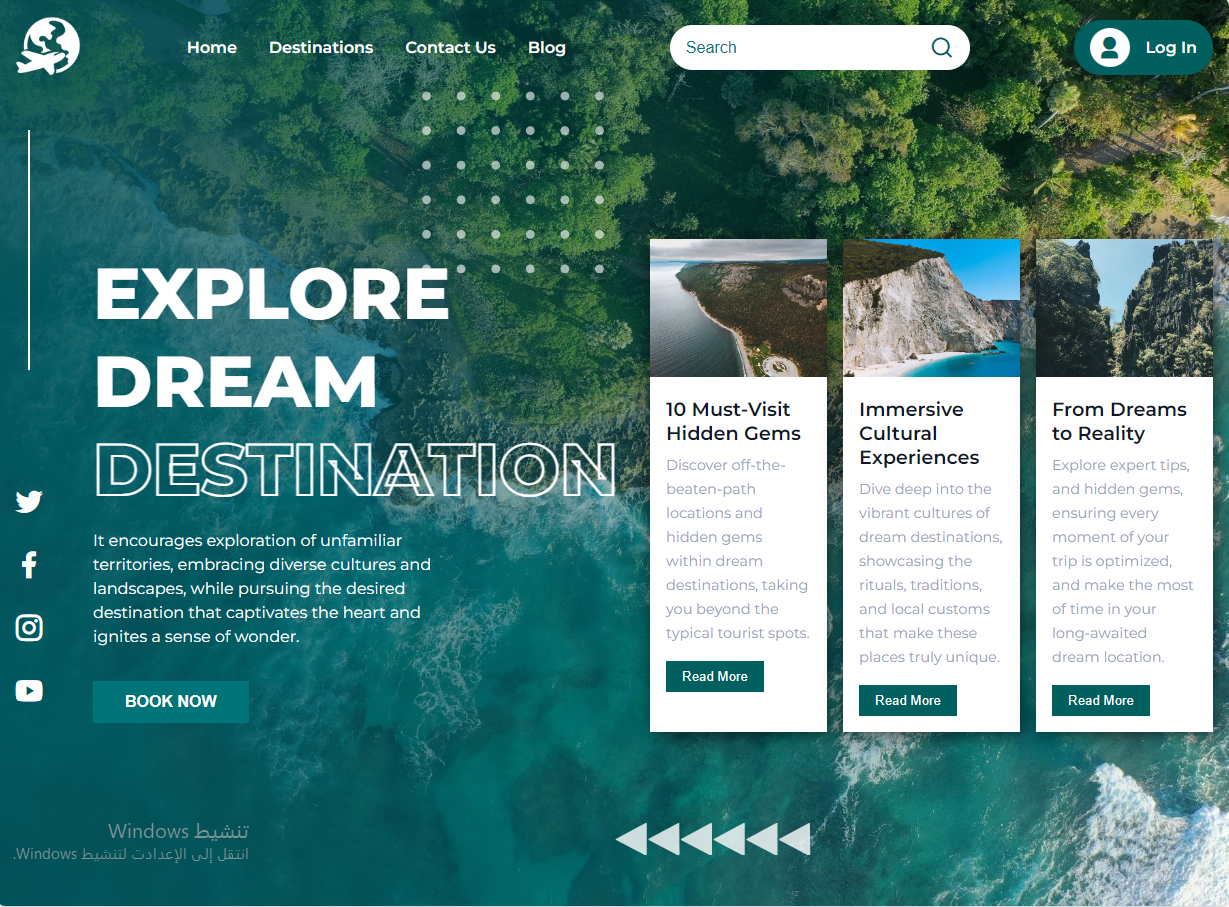 Home
Destinations
Contact Us
Blog
Search
Log In
EXPLORE
DREAM
DESTINATION
It encourages exploration of unfamiliar
territories, embracing diverse cultures and
landscapes, while pursuing the desired
destination that captivates the heart and
ignites a sense of wonder.
BOOK NOW
10 Must-Visit
Hidden Gems
Discover off-the-
beaten-path
locations and
hidden gems
within dream
destinations, taking
you beyond the
typical tourist spots.
Read More
Immersive
Cultural
Experiences
Dive deep into the
vibrant cultures of
dream destinations,
showcasing the
rituals, traditions,
and local customs
that make these
places truly unique.
Read More
From Dreams
to Reality
Explore expert tips,
and hidden gems,
ensuring every
moment of your
trip is optimized,
and make the most
of time in your
long-awaited
dream location.
Read More
تنشيط Windows
انتقل إلى الإعدادت لتنشيط Windows.